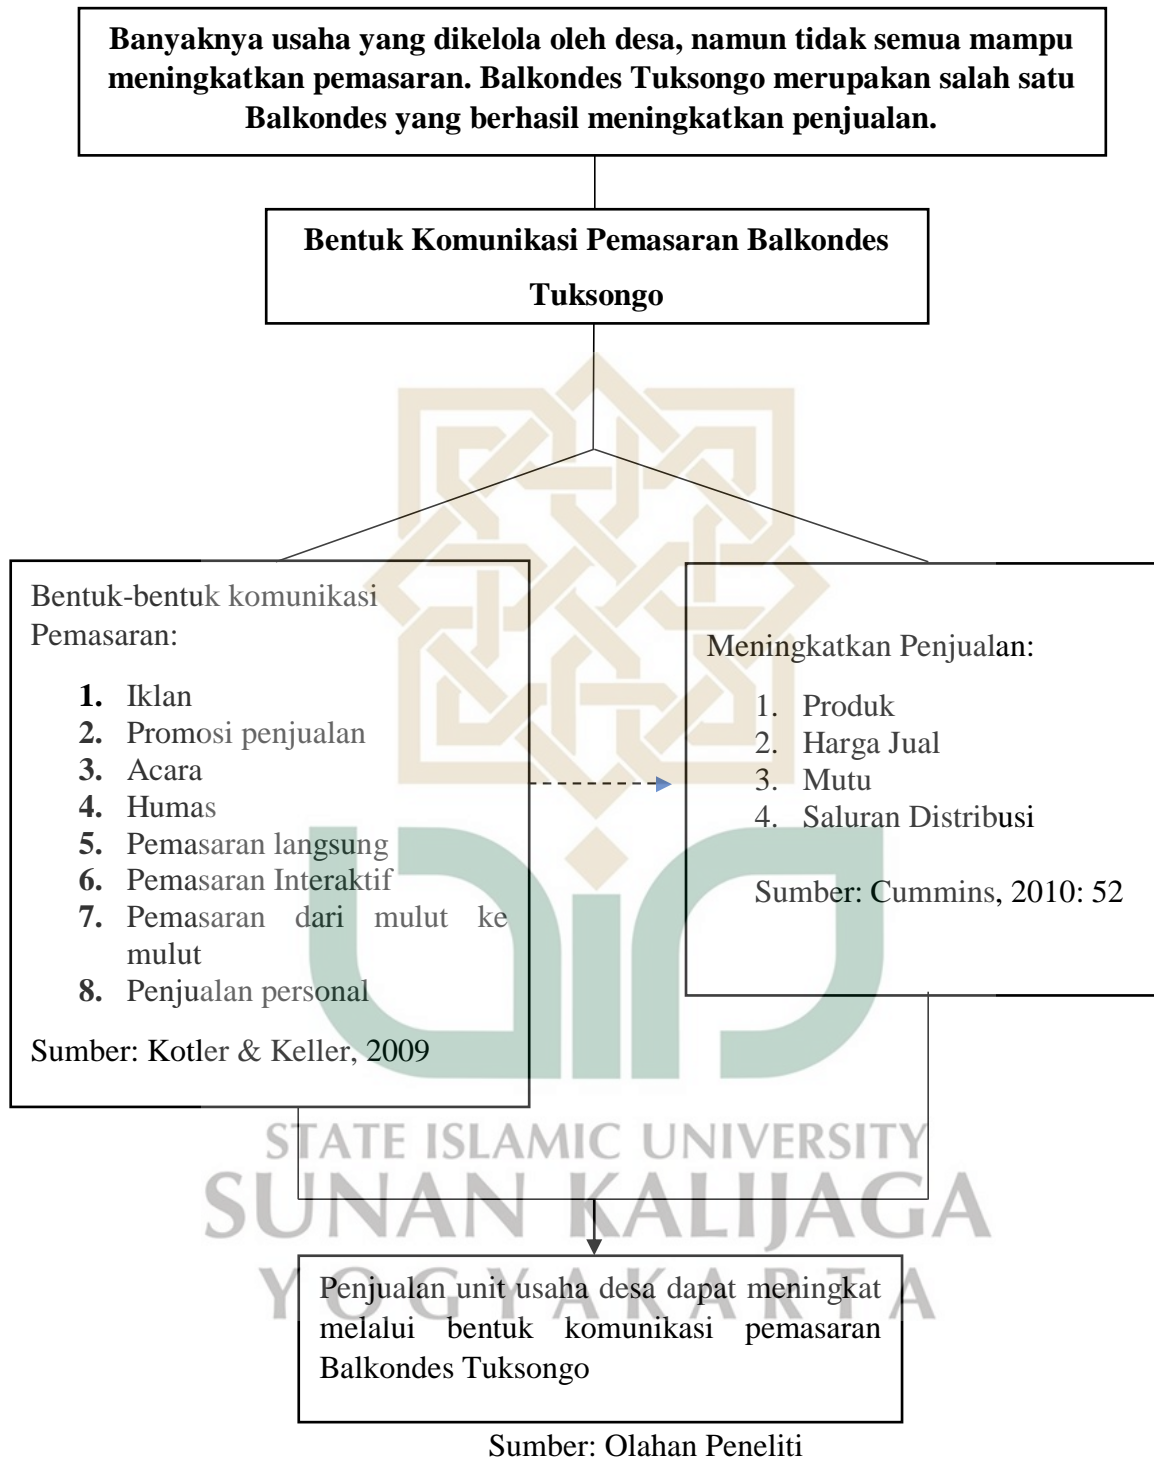 Banyaknya usaha yang dikelola oleh desa, namun tidak semua mampu
meningkatkan pemasaran. Balkondes Tuksongo merupakan salah satu
Balkondes yang berhasil meningkatkan penjualan.
Bentuk Komunikasi Pemasaran Balkondes
Tuksongo
Bentuk-bentuk komunikasi
Pemasaran:
1. Iklan
2. Promosi penjualan
3. Acara
4. Humas
5. Pemasaran langsung
6. Pemasaran Interaktif
7. Pemasaran dari mulut ke
mulut
8. Penjualan personal
Sumber: Kotler & Keller, 2009
Meningkatkan Penjualan:
1. Produk
2. Harga Jual
3. Mutu
4. Saluran Distribusi
Sumber: Cummins, 2010: 52
STATE ISLAMIC UNIVERSITY
SUNAN KALIJAGA
YOGYAKARTA
Penjualan unit usaha desa dapat meningkat
melalui bentuk komunikasi pemasaran
Balkondes Tuksongo
Sumber: Olahan Peneliti